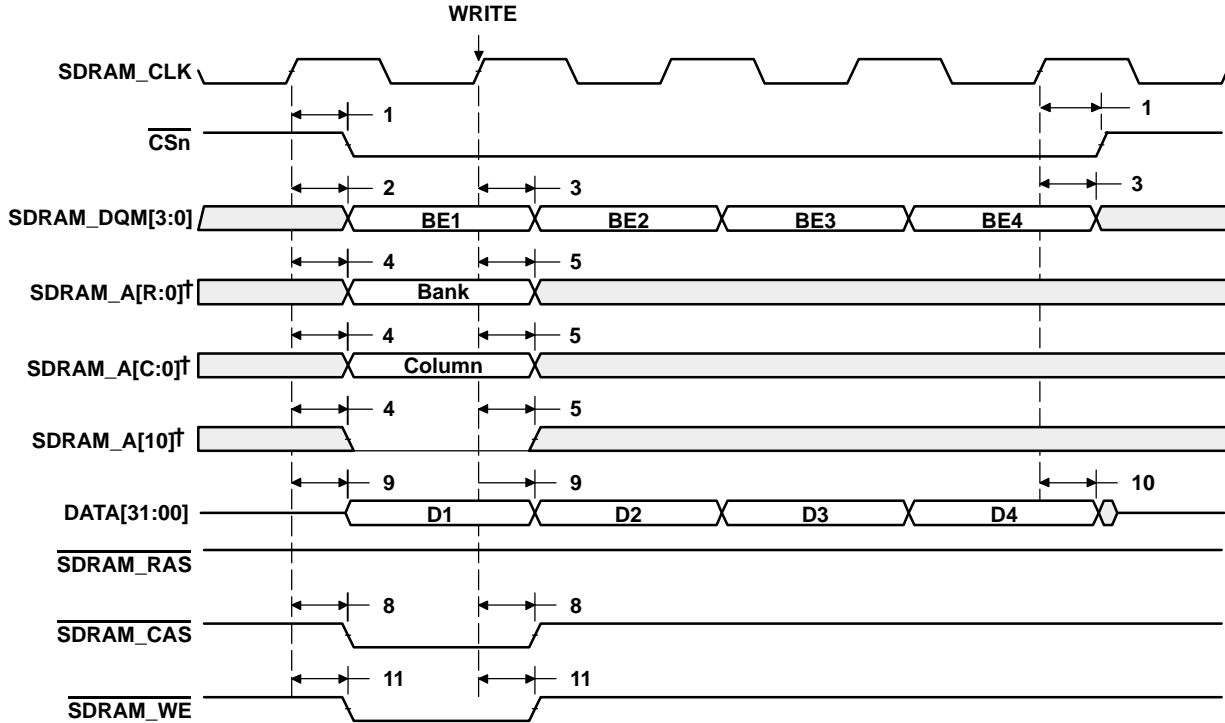 WRITE
SDRAM_CLK
1 1
CSn
2 3 3
SDRAM_DQM[3:0] BE1 BE2 BE3 BE4
4 5
SDRAM_A[R:0]† Bank
4 5
SDRAM_A[C:0]† Column
4 5
SDRAM_A[10]†
9 9 10
DATA[31:00] D1 D2 D3 D4
SDRAM_RAS
8 8
SDRAM_CAS
11 11
SDRAM_WE